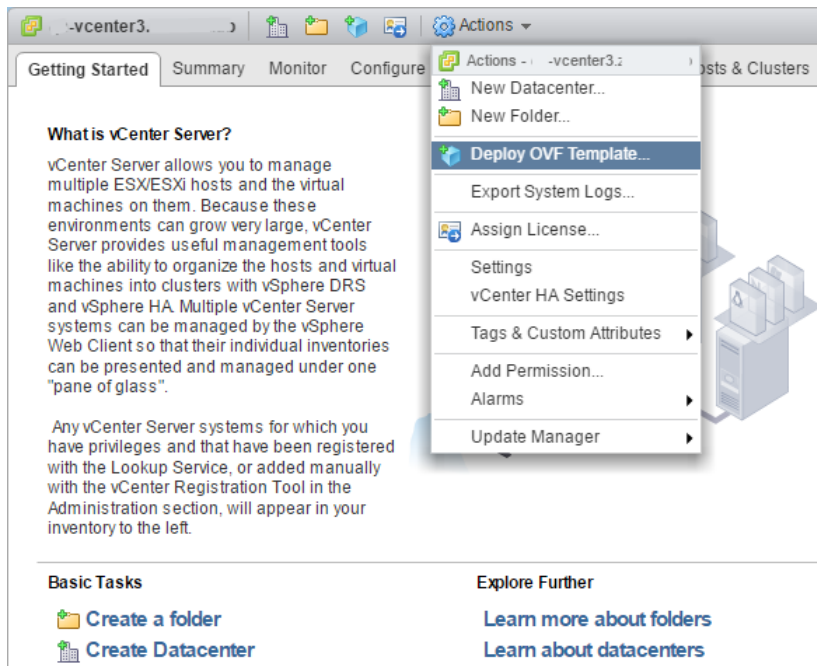 -vcenter3.
Actions
Getting Started Summary Monitor Configure
Actions - -vcenter3.
& Clusters
New Datacenter...
New Folder...
Deploy OVF Template...
Export System Logs...
Assign License...
Settings
vCenter HA Settings
Tags & Custom Attributes
Add Permission...
Alarms
Update Manager
What is vCenter Server?
vCenter Server allows you to manage
multiple ESX/ESXi hosts and the virtual
machines on them. Because these
environments can grow very large, vCenter
Server provides useful management tools
like the ability to organize the hosts and virtual
machines into clusters with vSphere DRS
and vSphere HA. Multiple vCenter Server
systems can be managed by the vSphere
Web Client so that their individual inventories
can be presented and managed under one
"pane of glass".
Any vCenter Server systems for which you
have privileges and that have been registered
with the Lookup Service, or added manually
with the vCenter Registration Tool in the
Administration section, will appear in your
inventory to the left.
Basic Tasks
Create a folder
Create Datacenter
Explore Further
Learn more about folders
Learn about datacenters